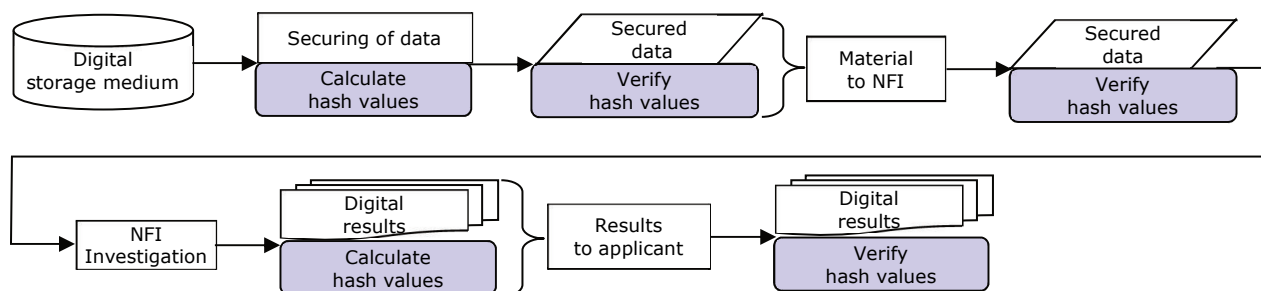 Digital
storage medium
Securing of data
Calculate
hash values
Secured
data
Verify
hash values
Material
to NFI
Secured
data
Verify
hash values
NFI
Investigation
Digital
results
Calculate
hash values
Results
to applicant
Digital
results
Verify
hash values